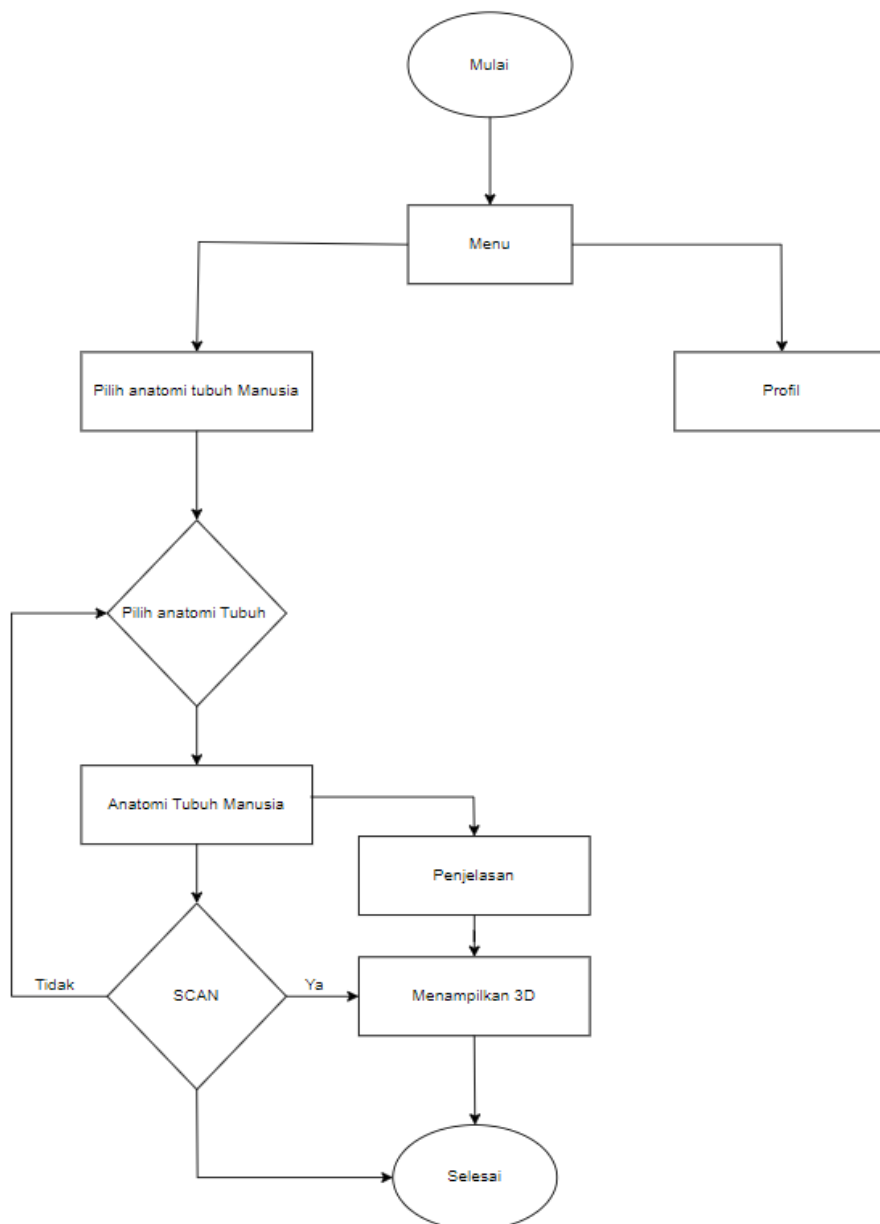 Mulai
Menu
Pilih anatomi tubuh Manusia
Profil
Pilih anatomi Tubuh
Anatomi Tubuh Manusia
Penjelasan
Tidak
SCAN
Ya
Menampilkan 3D
Selesai